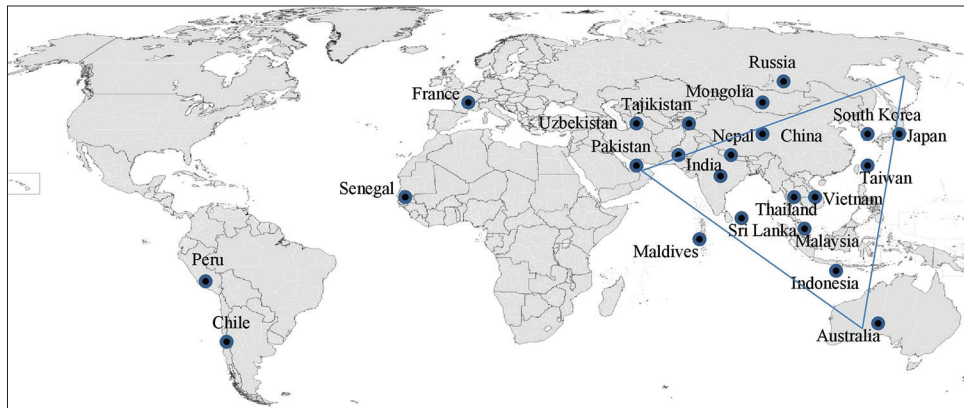 Russia
France
Mongolia
Tajikistan
South Korea
Uzbekistan
Nepal
China
Japan
Pakistan
India
Taiwan
Senegal
Thailand
Vietnam
Sri Lanka
Malaysia
Maldives
Peru
Indonesia
Chile
Australia